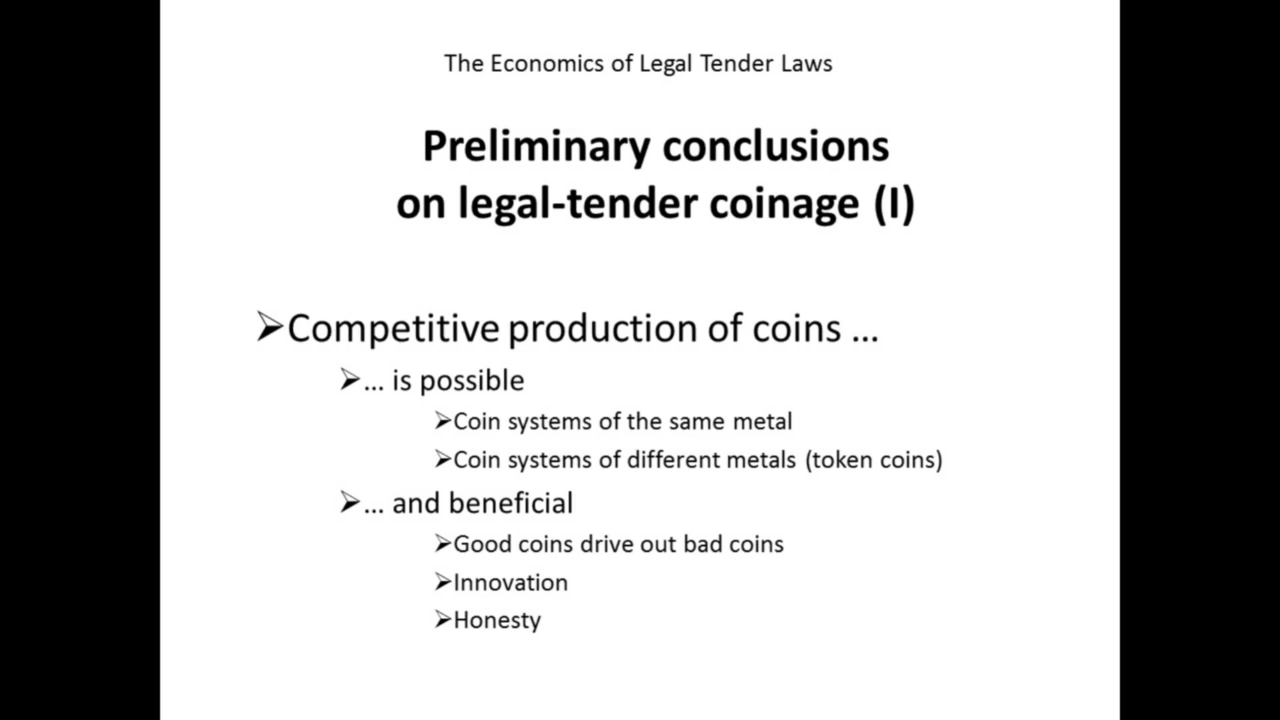 The Economics of Legal Tender Laws
Preliminary conclusions
on legal-tender coinage (I)
➢Competitive production of coins ...
➢... is possible
➢Coin systems of the same metal
➢Coin systems of different metals (token coins)
➢... and beneficial
➢Good coins drive out bad coins
➢Innovation
➢Honesty